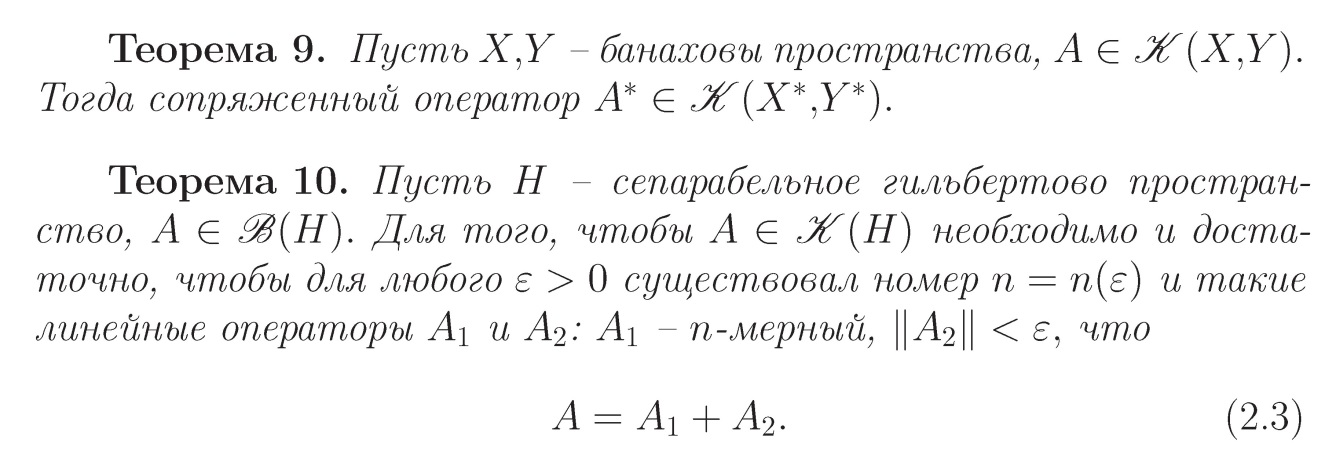 Теорема 9. Пусть X,Y – банаховы пространства, A ∈ 𝒦(X,Y).
Тогда сопряженный оператор A* ∈ 𝒦(X*,Y*).
Теорема 10. Пусть H – сепарабельное гильбертово простран-
ство, A ∈ ℬ(H). Для того, чтобы A ∈ 𝒦(H) необходимо и доста-
точно, чтобы для любого ε > 0 существовал номер n = n(ε) и такие
линейные операторы A₁ и A₂: A₁ – n-мерный, ‖A₂‖ < ε, что
A = A₁ + A₂. (2.3)